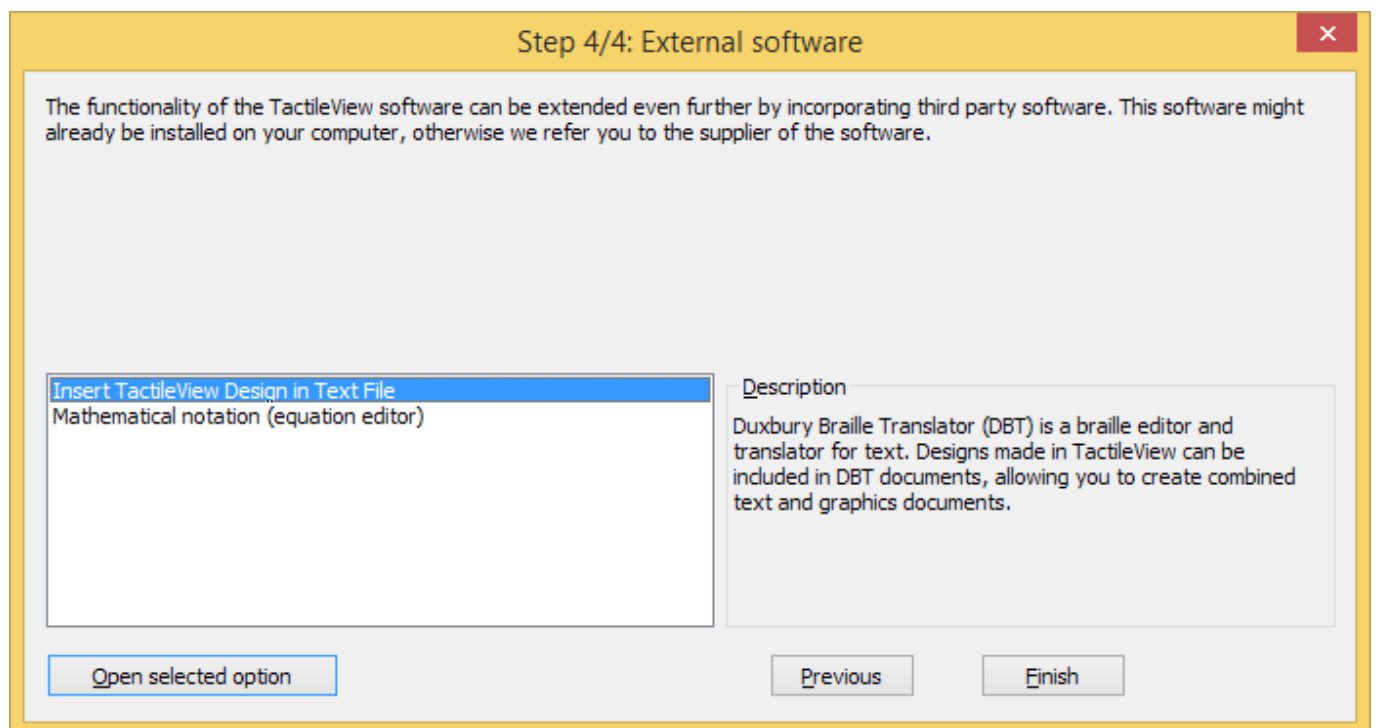 Step 4/4: External software
The functionality of the TactileView software can be extended even further by incorporating third party software. This software might
already be installed on your computer, otherwise we refer you to the supplier of the software.
Insert TactileView Design in Text File
Mathematical notation (equation editor)
Description
Duxbury Braille Translator (DBT) is a braille editor and
translator for text. Designs made in TactileView can be
included in DBT documents, allowing you to create combined
text and graphics documents.
Open selected option
Previous
Finish